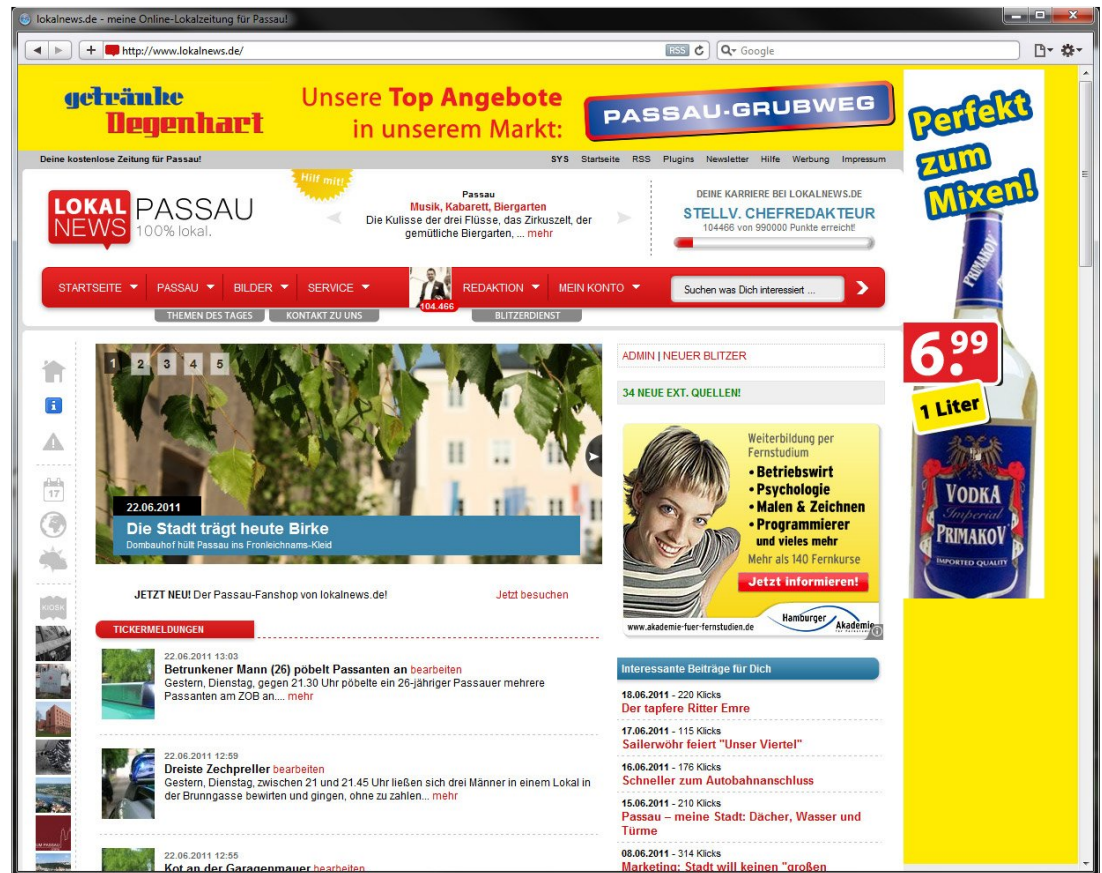 lokalnews.de - meine Online-Lokalzeitung für Passau!
http://www.lokalnews.de/
RSS
Google
getränke
Degenhart
Unsere Top Angebote
in unserem Markt:
PASSAU-GRUBWEG
Perfekt
zum
Mixen!
Deine kostenlose Zeitung für Passau!
SYS Startseite RSS Plugins Newsletter Hilfe Werbung Impressum
Hilf mit!
LOKAL
NEWS
PASSAU
100% lokal.
Passau
Musik, Kabarett, Biergarten
Die Kulisse der drei Flüsse, das Zirkuszelt, der
gemütliche Biergarten, ... mehr
DEINE KARRIERE BEI LOKALNEWS.DE
STELLV. CHEFREDAKTEUR
104466 von 990000 Punkte erreicht!
STARTSEITE PASSAU BILDER SERVICE
104.466
REDAKTION MEIN KONTO
Suchen was Dich interessiert ...
THEMEN DES TAGES KONTAKT ZU UNS BLITZERDIENST
PRIMAKOV
6.99
1 Liter
VODKA
Imperial
PRIMAKOV
IMPORTED QUALITY
17
KIOSK
1 2 3 4 5
22.06.2011
Die Stadt trägt heute Birke
Dombauhof hüllt Passau ins Fronleichnams-Kleid
JETZT NEU! Der Passau-Fanshop von lokalnews.de! Jetzt besuchen
TICKERMELDUNGEN
22.06.2011 13:03
Betrunkener Mann (26) pöbelt Passanten an bearbeiten
Gestern, Dienstag, gegen 21.30 Uhr pöbelte ein 26-jähriger Passauer mehrere
Passanten am ZOB an.... mehr
22.06.2011 12:59
Dreiste Zechpreller bearbeiten
Gestern, Dienstag, zwischen 21 und 21.45 Uhr ließen sich drei Männer in einem Lokal in
der Brunngasse bewirten und gingen, ohne zu zahlen... mehr
22.06.2011 12:55
Kot an der Garagenmauer bearbeiten
ADMIN | NEUER BLITZER
34 NEUE EXT. QUELLEN!
Weiterbildung per
Fernstudium
• Betriebswirt
• Psychologie
• Malen & Zeichnen
• Programmierer
und vieles mehr
Mehr als 140 Fernkurse
Jetzt informieren!
www.akademie-fuer-fernstudien.de
Hamburger
Akademie
Interessante Beiträge für Dich
18.06.2011 - 220 Klicks
Der tapfere Ritter Emre
17.06.2011 - 115 Klicks
Sailerwöhr feiert "Unser Viertel"
16.06.2011 - 176 Klicks
Schneller zum Autobahnanschluss
15.06.2011 - 210 Klicks
Passau – meine Stadt: Dächer, Wasser und
Türme
08.06.2011 - 314 Klicks
Marketing: Stadt will keinen "großen